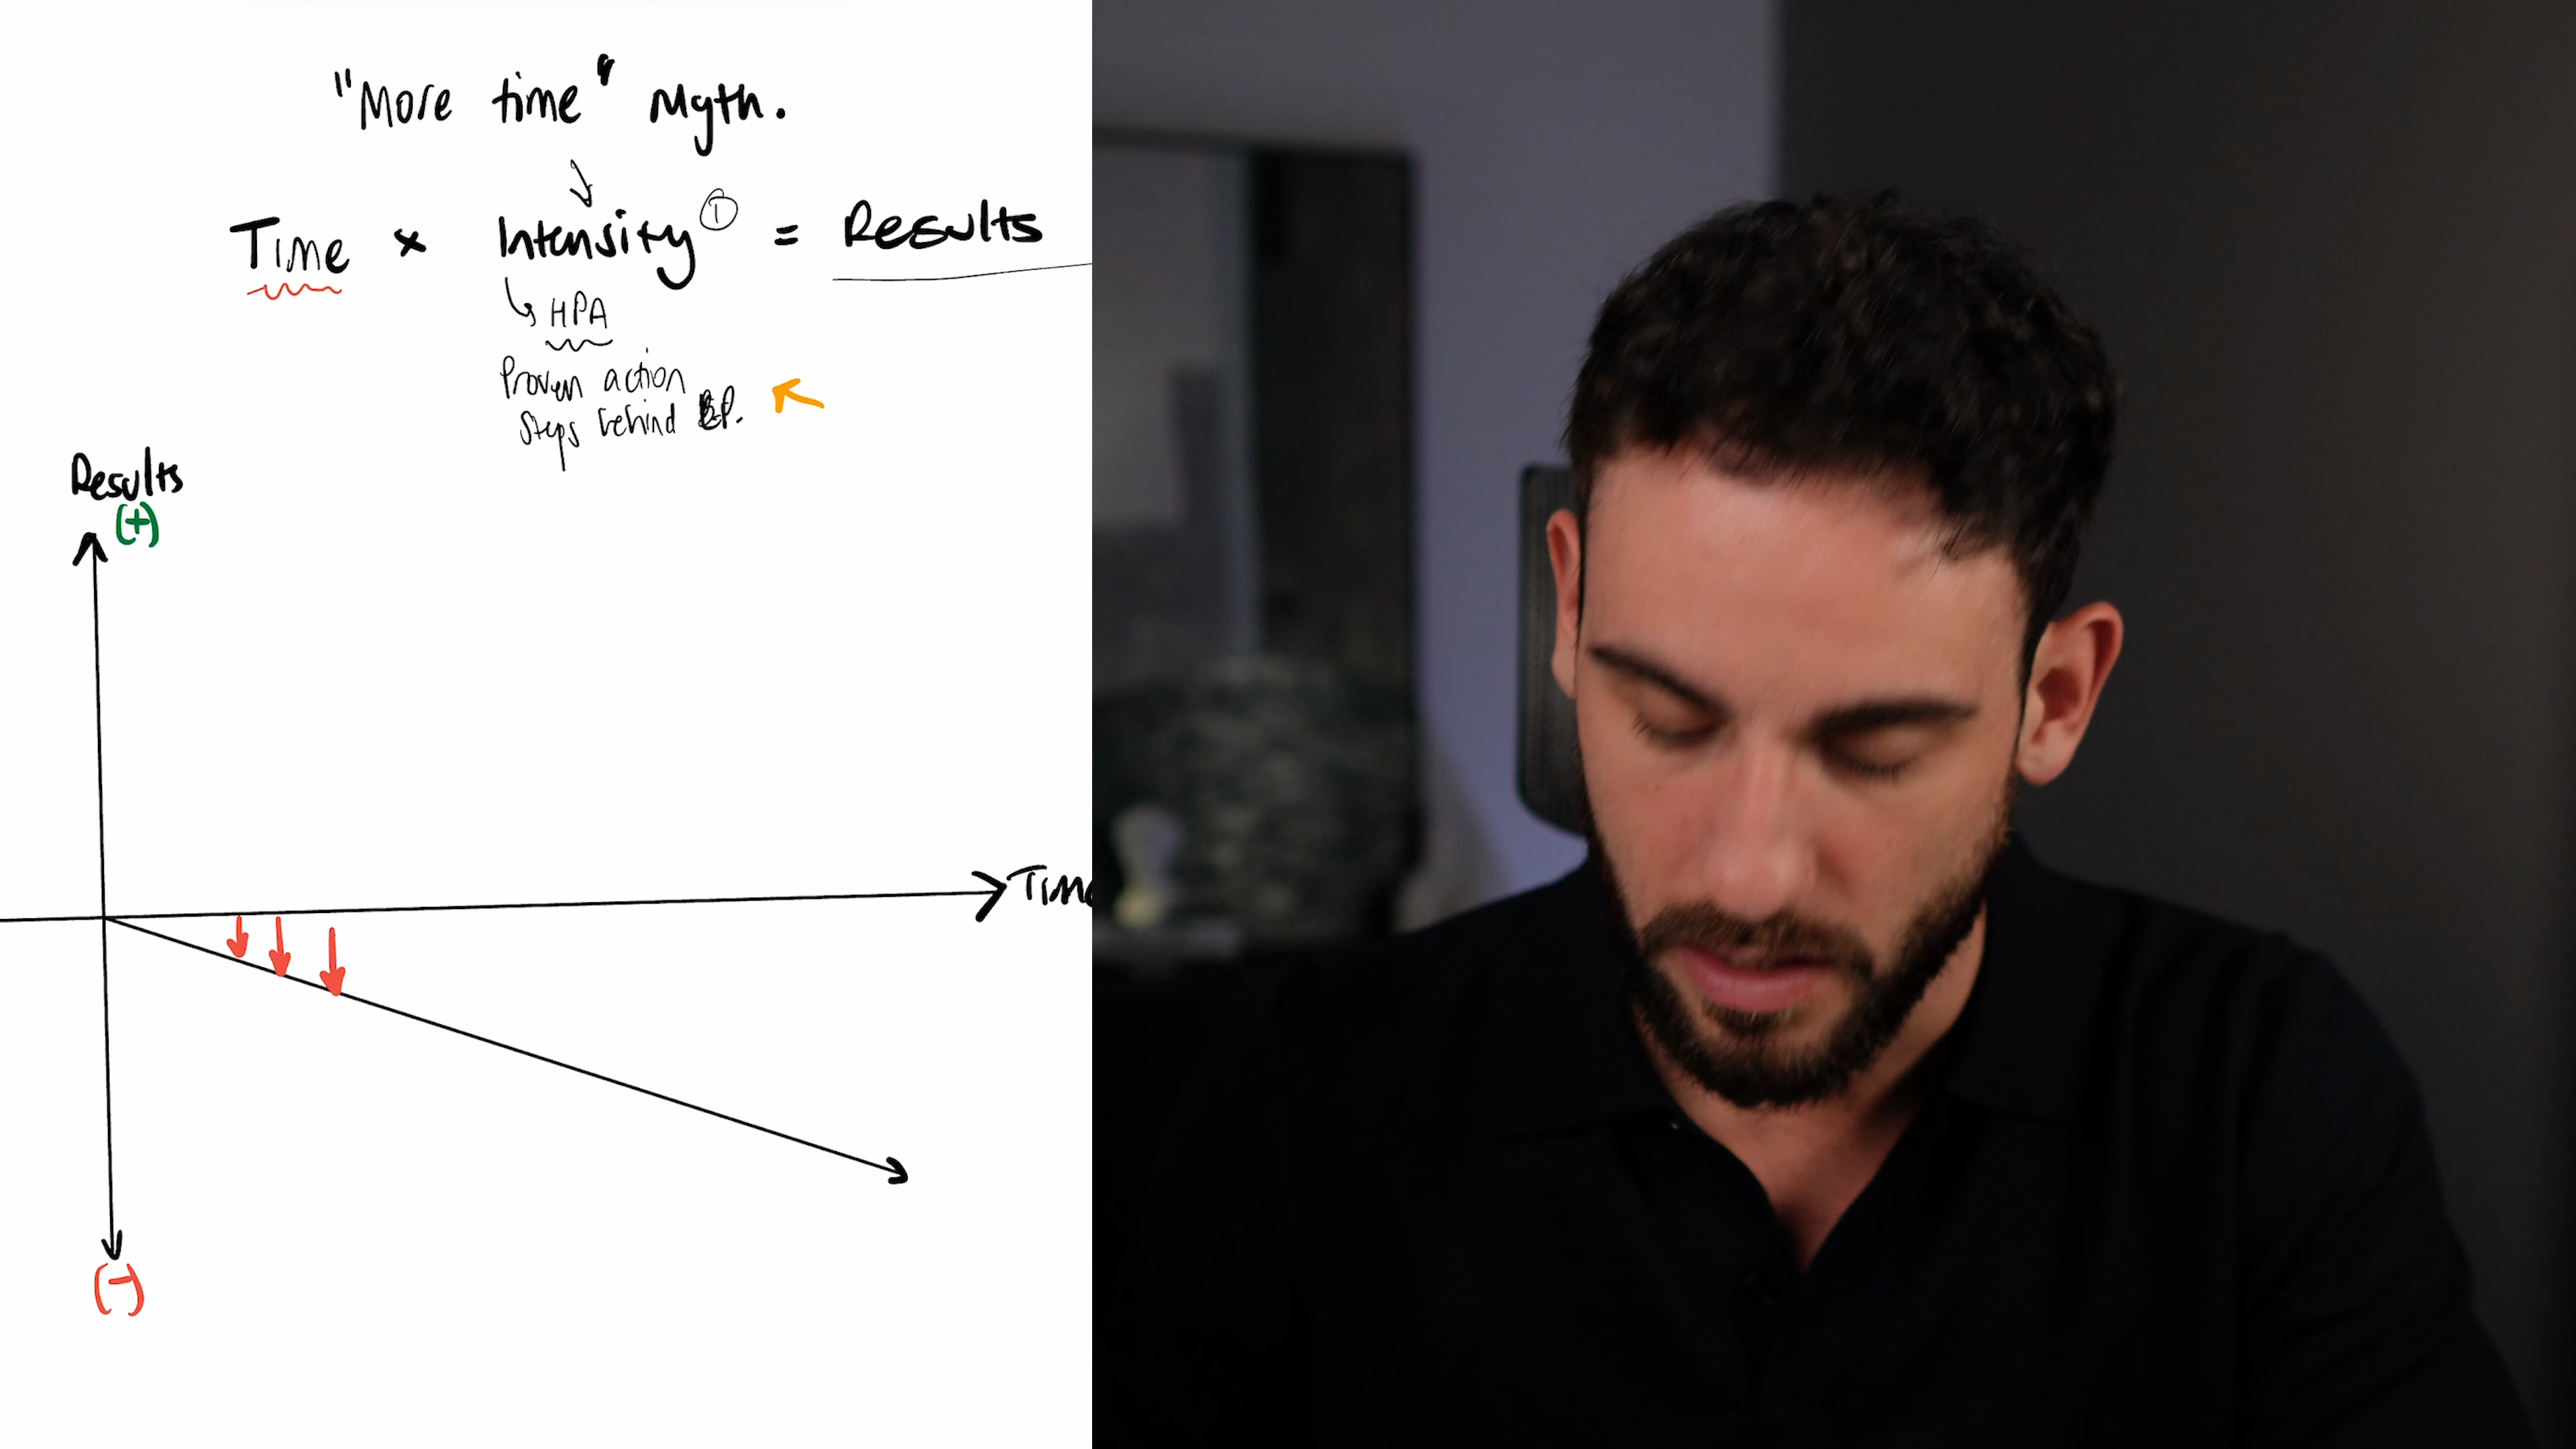 "More time" Myth.
Time × Intensity ① = Results
↳ HPA
Proven action
Steps behind
Results
(+)
Time
(-)